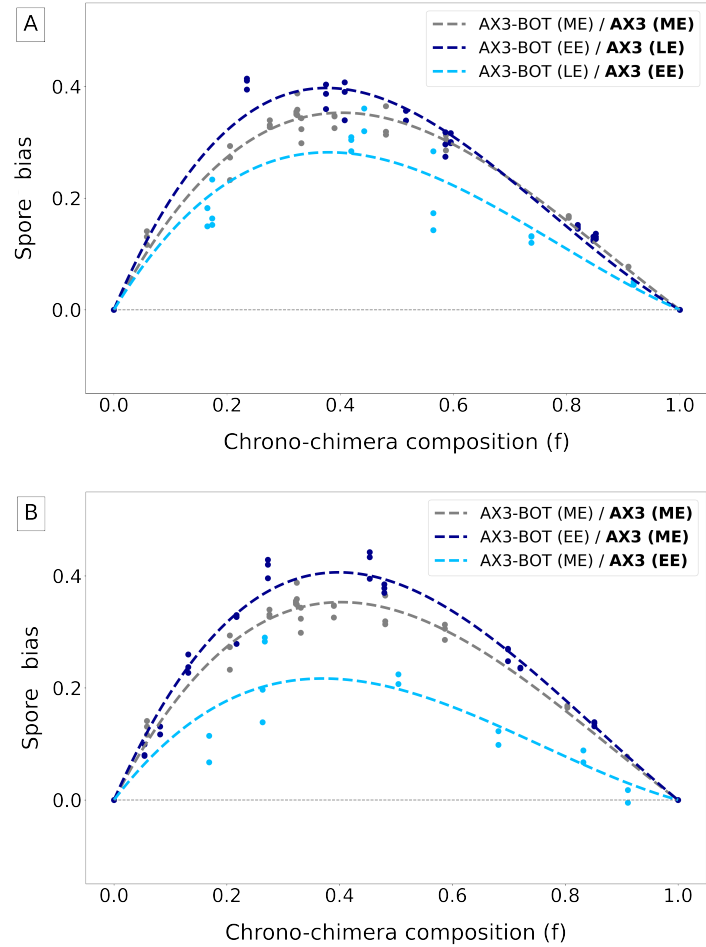 A
AX3-BOT (ME) / AX3 (ME)
AX3-BOT (EE) / AX3 (LE)
AX3-BOT (LE) / AX3 (EE)
0.4
0.2
0.0
Spore bias
0.0 0.2 0.4 0.6 0.8 1.0
Chrono-chimera composition (f)
B
AX3-BOT (ME) / AX3 (ME)
AX3-BOT (EE) / AX3 (ME)
AX3-BOT (ME) / AX3 (EE)
0.4
0.2
0.0
Spore bias
0.0 0.2 0.4 0.6 0.8 1.0
Chrono-chimera composition (f)